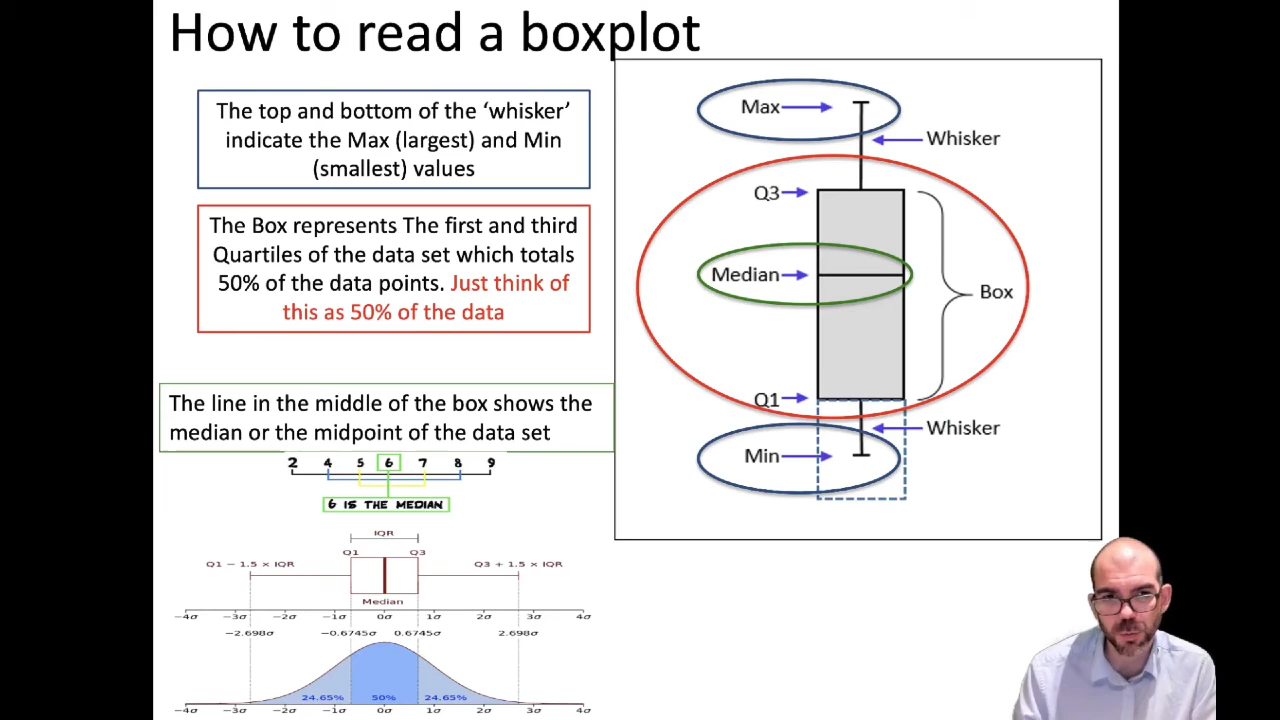 How to read a boxplot
The top and bottom of the ‘whisker’
indicate the Max (largest) and Min
(smallest) values
The Box represents The first and third
Quartiles of the data set which totals
50% of the data points. Just think of
this as 50% of the data
The line in the middle of the box shows the
median or the midpoint of the data set
2 4 5 6 7 8 9
6 IS THE MEDIAN
IQR
Q1 Q3
Q1 − 1.5 × IQR Q3 + 1.5 × IQR
Median
−4σ −3σ −2σ −1σ 0σ 1σ 2σ 3σ 4σ
−2.698σ −0.6745σ 0.6745σ 2.698σ
24.65% 50% 24.65%
−4σ −3σ −2σ −1σ 0σ 1σ 2σ 3σ 4σ
Max
Whisker
Q3
Median
Box
Q1
Whisker
Min